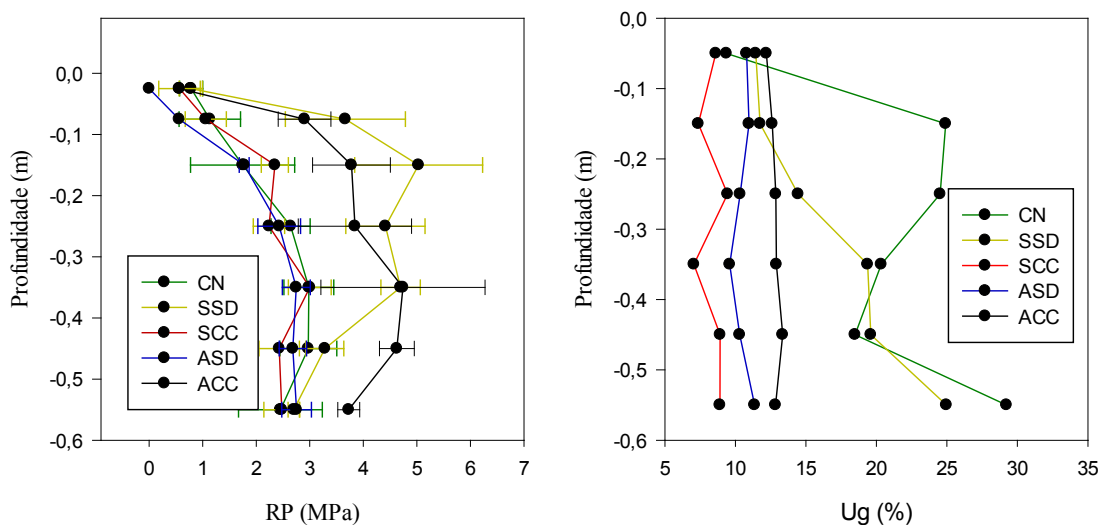 0,0
-0,1
-0,2
-0,3
-0,4
-0,5
-0,6
Profundidade (m)
CN
SSD
SCC
ASD
ACC
0 1 2 3 4 5 6 7
RP (MPa)
0,0
-0,1
-0,2
-0,3
-0,4
-0,5
-0,6
Profundidade (m)
CN
SSD
SCC
ASD
ACC
5 10 15 20 25 30 35
Ug (%)